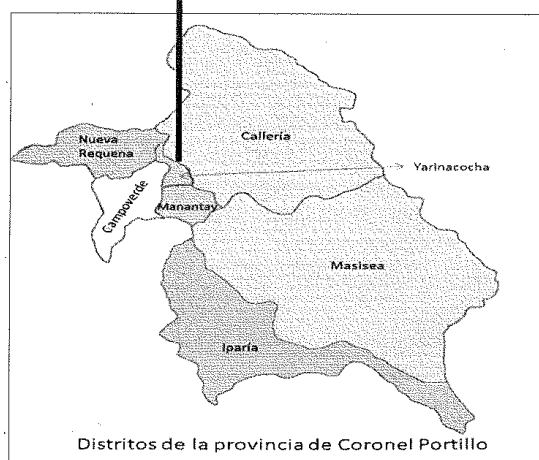 Callería
Nueva
Requena
Yarinacocha
Campoverde
Manantay
Masisea
Iparía
Distritos de la provincia de Coronel Portillo